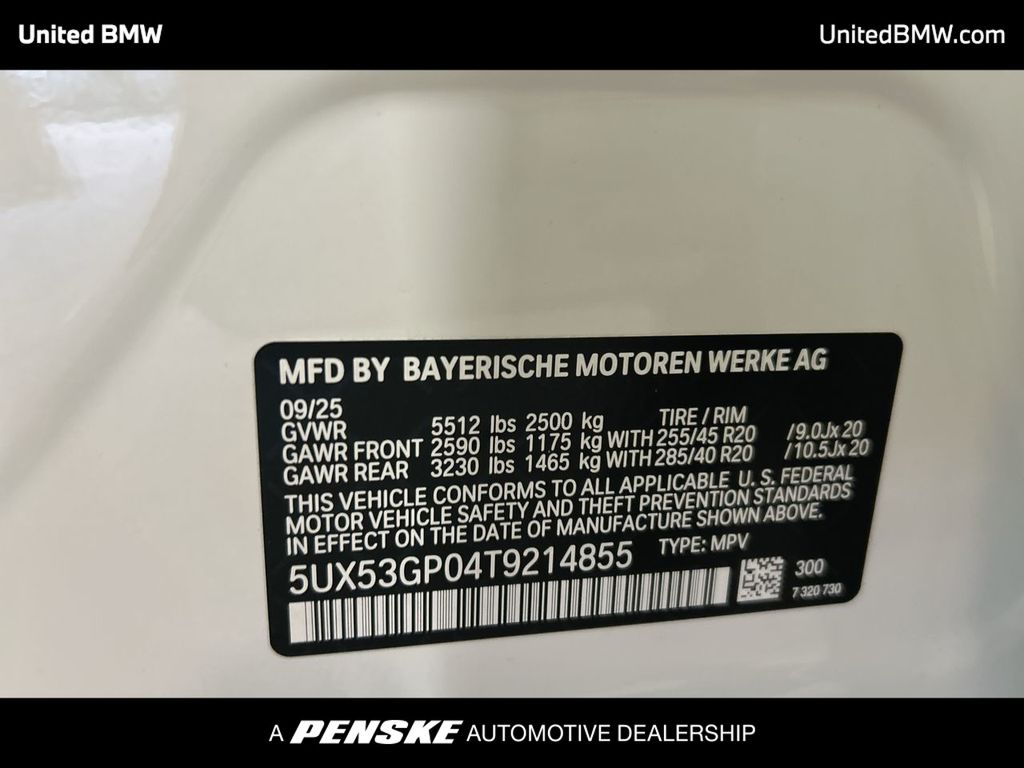 United BMW
UnitedBMW.com
MFD BY BAYERISCHE MOTOREN WERKE AG
09/25
GVWR 5512 lbs 2500 kg TIRE / RIM
GAWR FRONT 2590 lbs 1175 kg WITH 255/45 R20 /9.0Jx20
GAWR REAR 3230 lbs 1465 kg WITH 285/40 R20 /10.5Jx20
THIS VEHICLE CONFORMS TO ALL APPLICABLE U. S. FEDERAL
MOTOR VEHICLE SAFETY AND THEFT PREVENTION STANDARDS
IN EFFECT ON THE DATE OF MANUFACTURE SHOWN ABOVE.
5UX53GP04T9214855 TYPE: MPV
300
7 320 730
A PENSKE AUTOMOTIVE DEALERSHIP